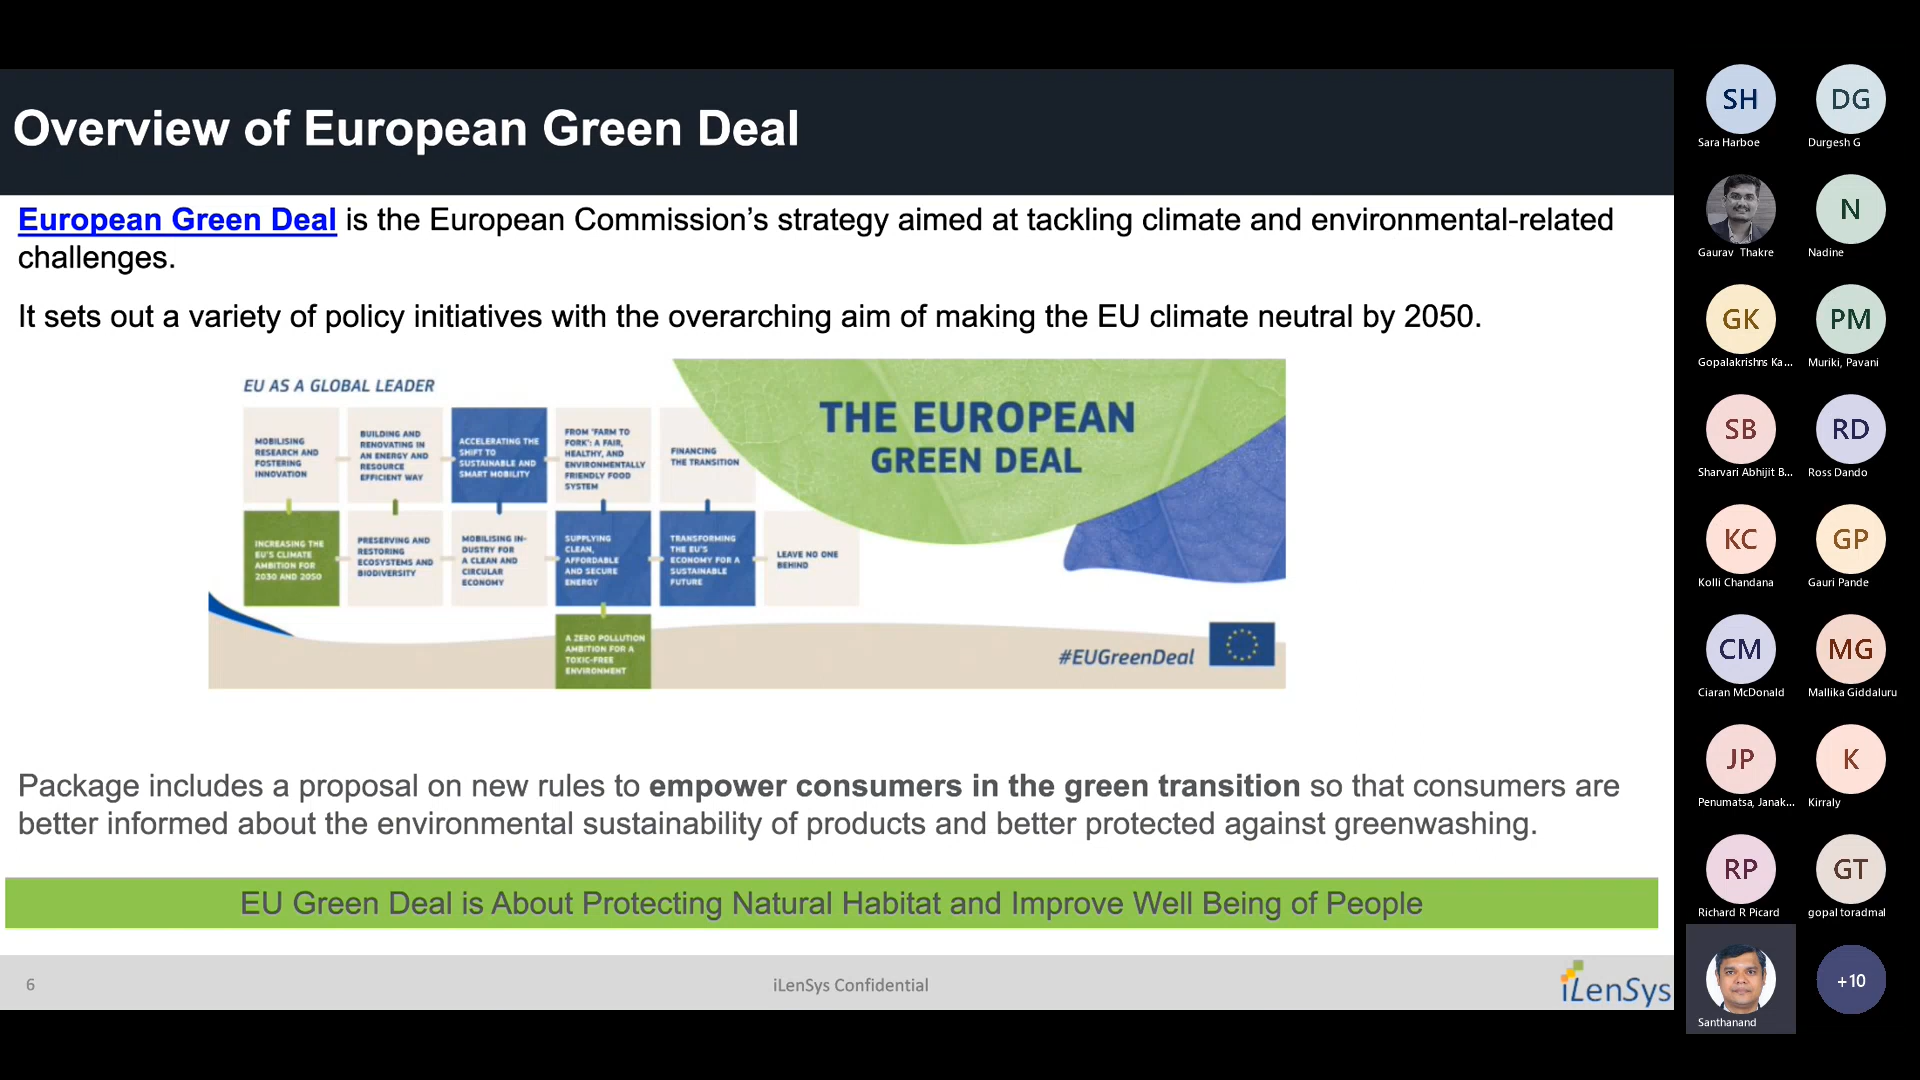 Overview of European Green Deal
European Green Deal is the European Commission’s strategy aimed at tackling climate and environmental-related
challenges.
It sets out a variety of policy initiatives with the overarching aim of making the EU climate neutral by 2050.
EU AS A GLOBAL LEADER
MOBILISING
RESEARCH AND
FOSTERING
INNOVATION
BUILDING AND
RENOVATING IN
AN ENERGY AND
RESOURCE
EFFICIENT WAY
ACCELERATING THE
SHIFT TO
SUSTAINABLE AND
SMART MOBILITY
FROM 'FARM TO
FORK': A FAIR,
HEALTHY, AND
ENVIRONMENTALLY
FRIENDLY FOOD
SYSTEM
FINANCING
THE TRANSITION
THE EUROPEAN
GREEN DEAL
INCREASING THE
EU'S CLIMATE
AMBITION FOR
2030 AND 2050
PRESERVING AND
RESTORING
ECOSYSTEMS AND
BIODIVERSITY
MOBILISING IN-
DUSTRY FOR
A CLEAN AND
CIRCULAR
ECONOMY
SUPPLYING
CLEAN,
AFFORDABLE
AND SECURE
ENERGY
TRANSFORMING
THE EU'S
ECONOMY FOR A
SUSTAINABLE
FUTURE
LEAVE NO ONE
BEHIND
A ZERO POLLUTION
AMBITION FOR A
TOXIC-FREE
ENVIRONMENT
#EUGreenDeal
Package includes a proposal on new rules to empower consumers in the green transition so that consumers are
better informed about the environmental sustainability of products and better protected against greenwashing.
EU Green Deal is About Protecting Natural Habitat and Improve Well Being of People
6
iLenSys Confidential
iLenSys
SH
Sara Harboe
DG
Durgesh G
Gaurav Thakre
N
Nadine
GK
Gopalakrishns Ka...
PM
Muriki, Pavani
SB
Sharvari Abhijit B...
RD
Ross Dando
KC
Kolli Chandana
GP
Gauri Pande
CM
Ciaran McDonald
MG
Mallika Giddaluru
JP
Penumatsa, Janak...
K
Kirraly
RP
Richard R Picard
GT
gopal toradmal
Santhanand
+10